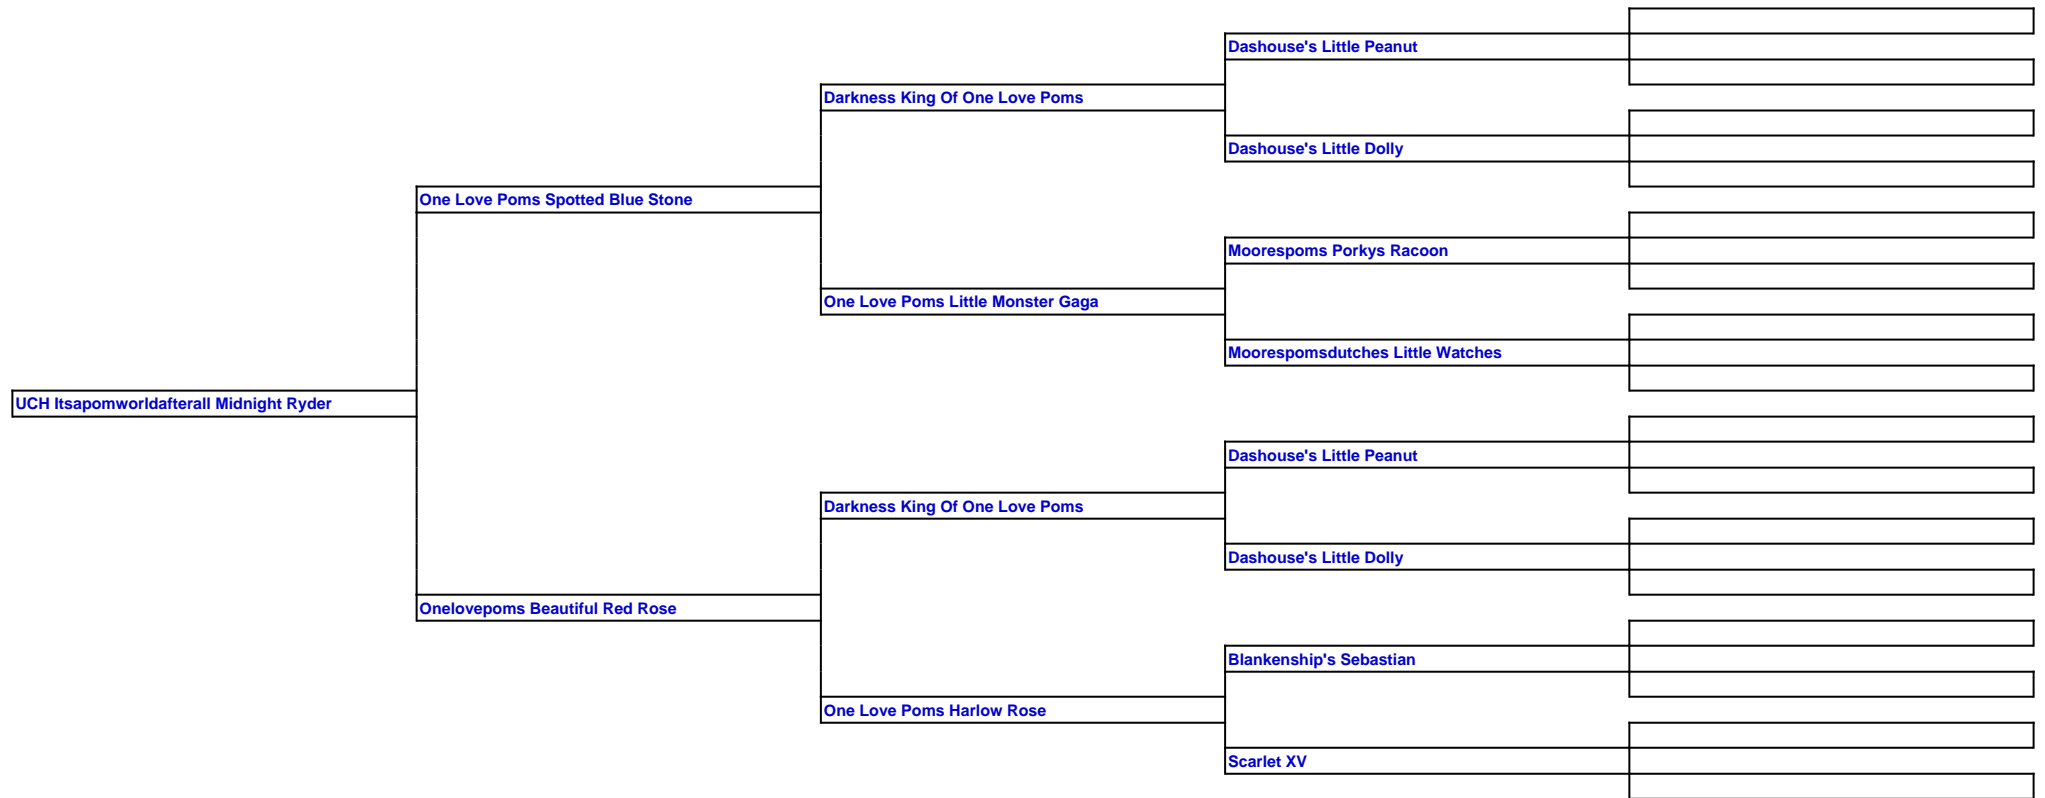 Dashouse's Little Peanut
Darkness King Of One Love Poms
Dashouse's Little Dolly
One Love Poms Spotted Blue Stone
Moorespoms Porkys Racoon
One Love Poms Little Monster Gaga
Moorespomsdutches Little Watches
UCH Itsapomworldafterall Midnight Ryder
Dashouse's Little Peanut
Darkness King Of One Love Poms
Dashouse's Little Dolly
Onelovepoms Beautiful Red Rose
Blankenship's Sebastian
One Love Poms Harlow Rose
Scarlet XV